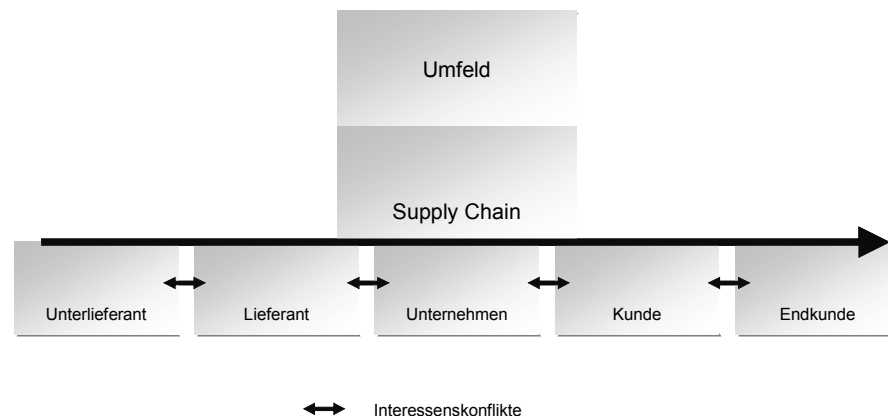 Umfeld
Supply Chain
Unterlieferant
Lieferant
Unternehmen
Kunde
Endkunde
Interessenskonflikte